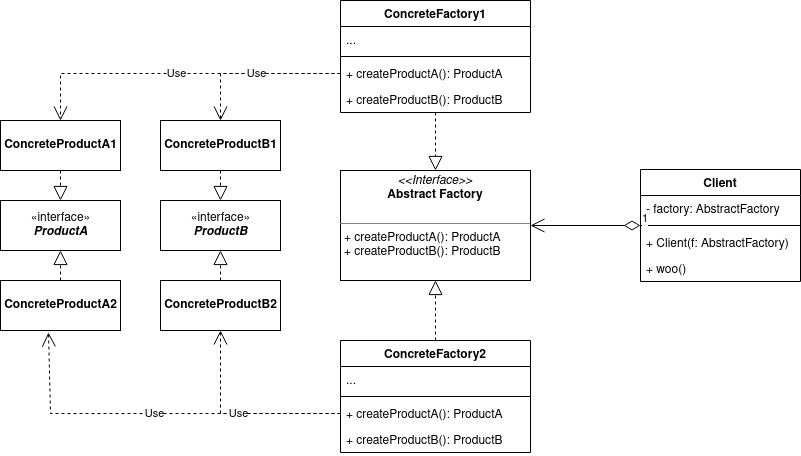 ConcreteFactory1
...
+ createProductA(): ProductA
+ createProductB(): ProductB
Use
Use
ConcreteProductA1
ConcreteProductB1
«interface»
ProductA
«interface»
ProductB
ConcreteProductA2
ConcreteProductB2
<<Interface>>
Abstract Factory
+ createProductA(): ProductA
+ createProductB(): ProductB
Client
- factory: AbstractFactory
1
+ Client(f: AbstractFactory)
+ woo()
ConcreteFactory2
...
+ createProductA(): ProductA
+ createProductB(): ProductB
Use
Use